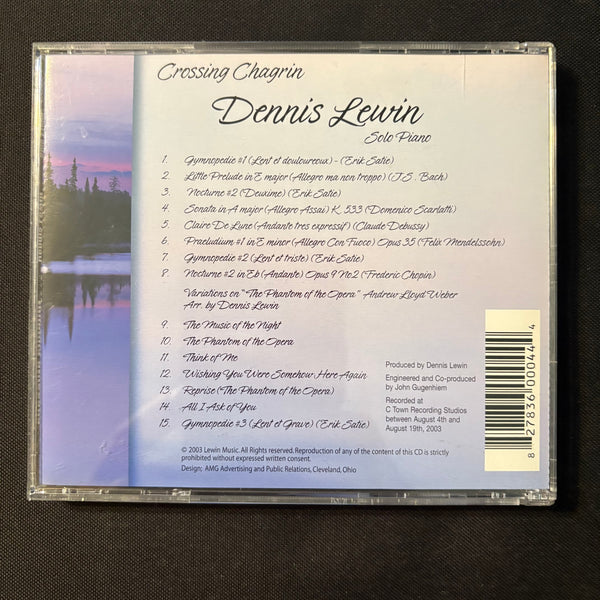 Crossing Chagrin
Dennis Lewin
Solo Piano
1. Gymnopedie #1 (Lent et douloureox) - (Erik Satie)
2. Little Prelude in E major (Allegro ma non troppo) (J.S. Bach)
3. Nocturne #2 (Deuxime) (Erik Satie)
4. Sonata in A major (Allegro Assai) K. 533 (Domenico Scarlatti)
5. Claire De Lune (Andante tres expressif) (Claude Debussy)
6. Praeludium #1 in E minor (Allegro Con Fuoco) Opus 35 (Felix Mendelssohn)
7. Gymnopedie #2 (Lent et triste) (Erik Satie)
8. Nocturne #2 in Eb (Andante) Opus 9 No2 (Frederic Chopin)
Variations on "The Phantom of the Opera" Andrew Lloyd Weber
Arr. by Dennis Lewin
9. The Music of the Night
10. The Phantom of the Opera
11. Think of Me
12. Wishing You Were Somehow Here Again
13. Reprise (The Phantom of the Opera)
14. All I Ask of You
15. Gymnopedie #3 (Lent et Grave) (Erik Satie)
Produced by Dennis Lewin
Engineered and Co-produced
by John Gugenhiem
Recorded at
C Town Recording Studios
between August 4th and
August 19th, 2003
8 27836 00044 4
© 2003 Lewin Music. All Rights reserved. Reproduction of any of the content of this CD is strictly
prohibited without expressed written consent.
Design: AMG Advertising and Public Relations, Cleveland, Ohio